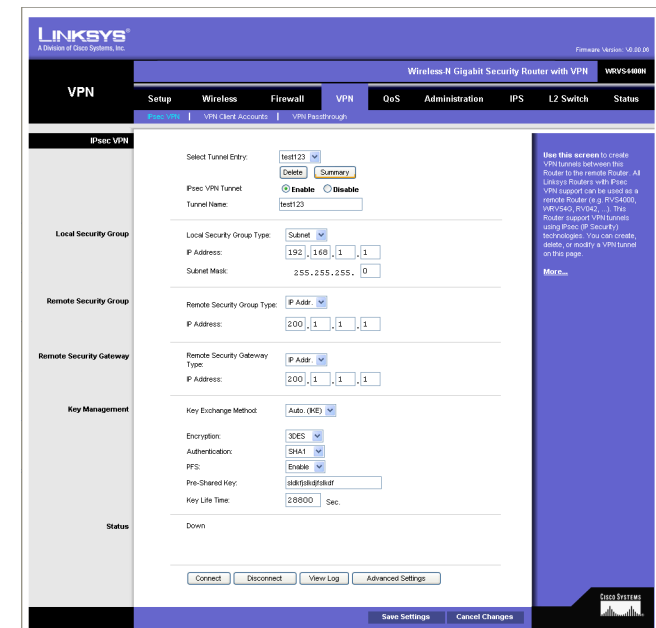 LINKSYS®
A Division of Cisco Systems, Inc.
Firmware Version: V0.00.06
Wireless-N Gigabit Security Router with VPN WRVS4400N
VPN
Setup Wireless Firewall VPN QoS Administration IPS L2 Switch Status
IPsec VPN | VPN Client Accounts | VPN Passthrough
IPsec VPN
Select Tunnel Entry: test123
Delete Summary
IPsec VPN Tunnel Enable Disable
Tunnel Name: test123
Local Security Group
Local Security Group Type: Subnet
IP Address: 192 . 168 . 1 . 1
Subnet Mask: 255.255.255. 0
Remote Security Group
Remote Security Group Type: IP Addr.
IP Address: 200 . 1 . 1 . 1
Remote Security Gateway
Remote Security Gateway
Type: IP Addr.
IP Address: 200 . 1 . 1 . 1
Key Management
Key Exchange Method: Auto. (IKE)
Encryption: 3DES
Authentication: SHA1
PFS: Enable
Pre-Shared Key:
Key Life Time: 28800 Sec.
Status
Down
Connect Disconnect View Log Advanced Settings
Save Settings Cancel Changes
Use this screen to create
VPN tunnels between this
Router to the remote Router. All
Linksys Routers with IPsec
VPN support can be used as a
remote Router (e.g. RVS4000,
WRV54G, RV042, ...). This
Router support VPN tunnels
using IPsec (IP Security)
technologies. You can create,
delete, or modify a VPN tunnel
on this page.
More...
CISCO SYSTEMS